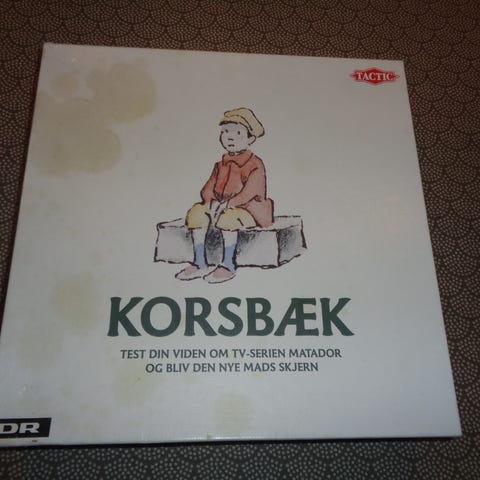 TACTIC
KORSBÆK
TEST DIN VIDEN OM TV-SERIEN MATADOR
OG BLIV DEN NYE MADS SKJERN
DR